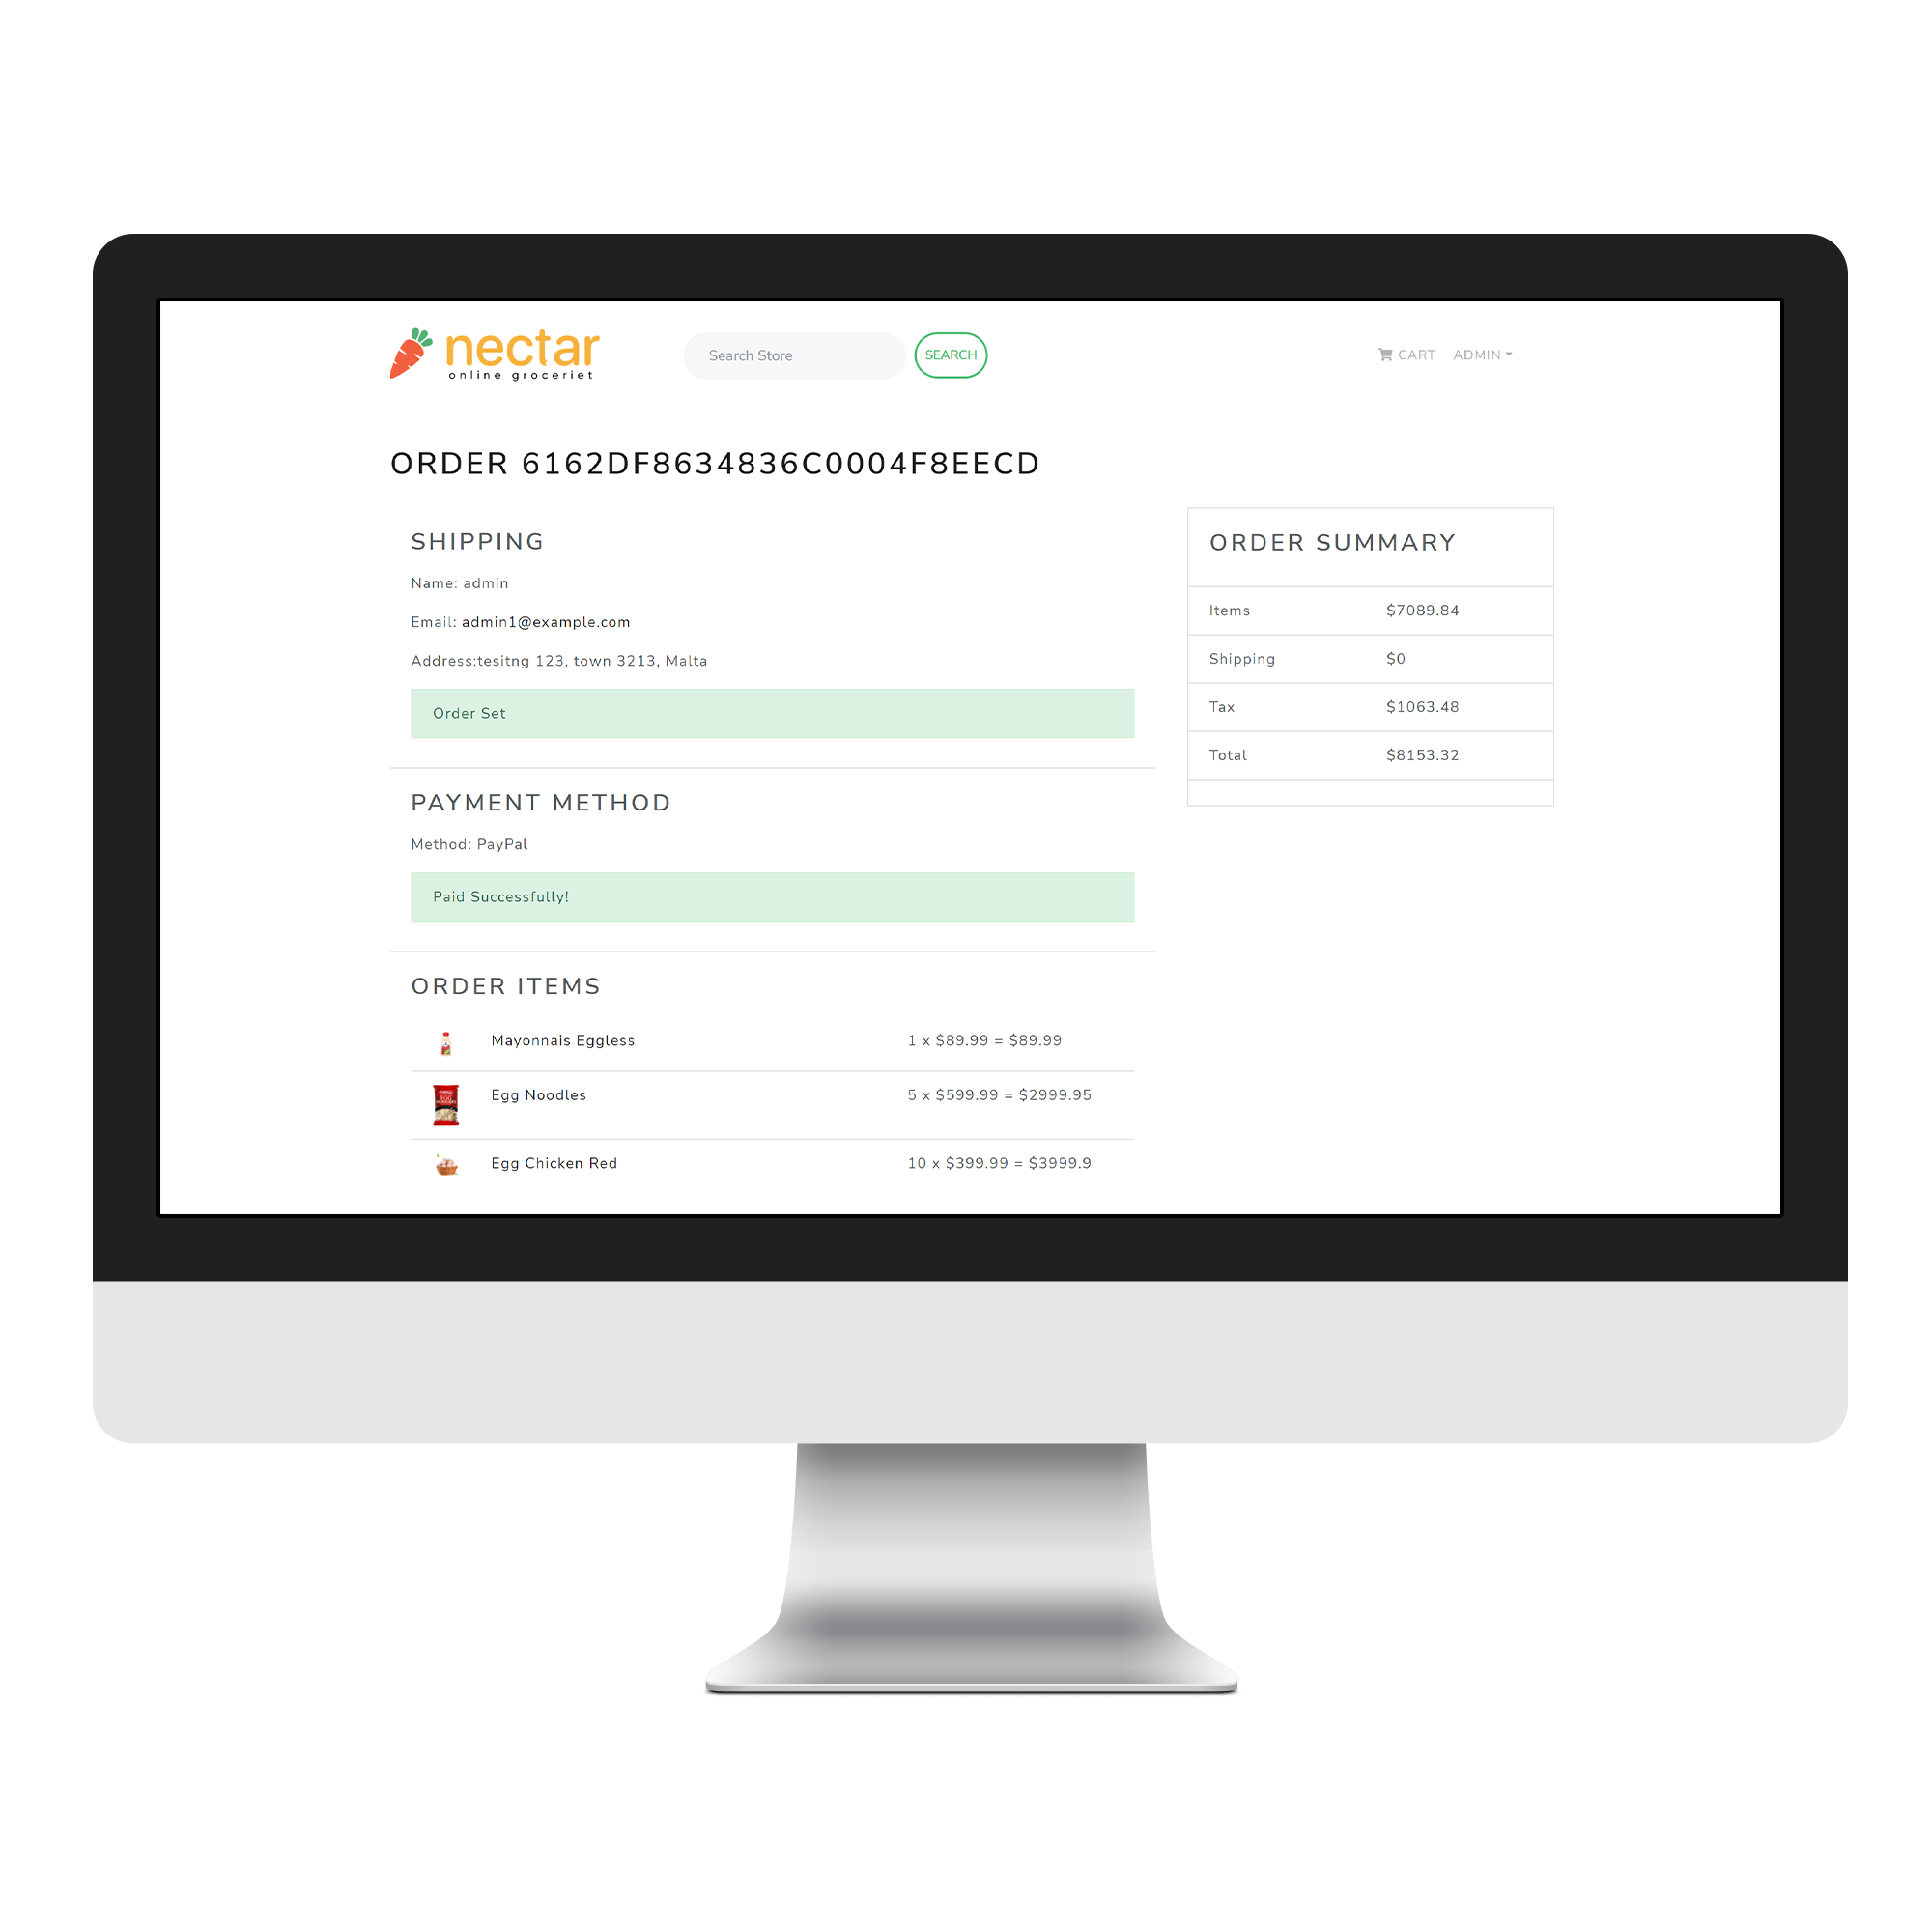 nectar
online groceriet
Search Store
SEARCH
CART
ADMIN
ORDER 6162DF8634836C0004F8EECD
SHIPPING
Name: admin
Email: admin1@example.com
Address:tesitng 123, town 3213, Malta
Order Set
PAYMENT METHOD
Method: PayPal
Paid Successfully!
ORDER ITEMS
Mayonnais Eggless 1 x $89.99 = $89.99
EGG
NOODLES
Egg Noodles 5 x $599.99 = $2999.95
Egg Chicken Red 10 x $399.99 = $3999.9
ORDER SUMMARY
Items $7089.84
Shipping $0
Tax $1063.48
Total $8153.32